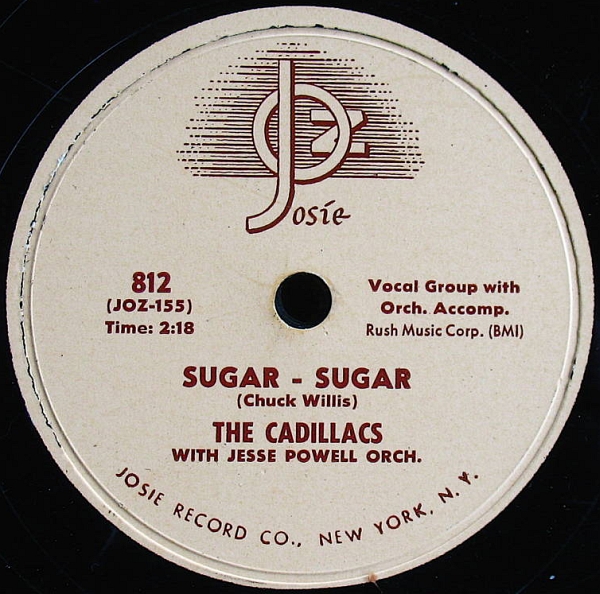 JOZ
Josie
812
(JOZ-155)
Time: 2:18
Vocal Group with
Orch. Accomp.
Rush Music Corp. (BMI)
SUGAR - SUGAR
(Chuck Willis)
THE CADILLACS
WITH JESSE POWELL ORCH.
JOSIE RECORD CO., NEW YORK, N. Y.